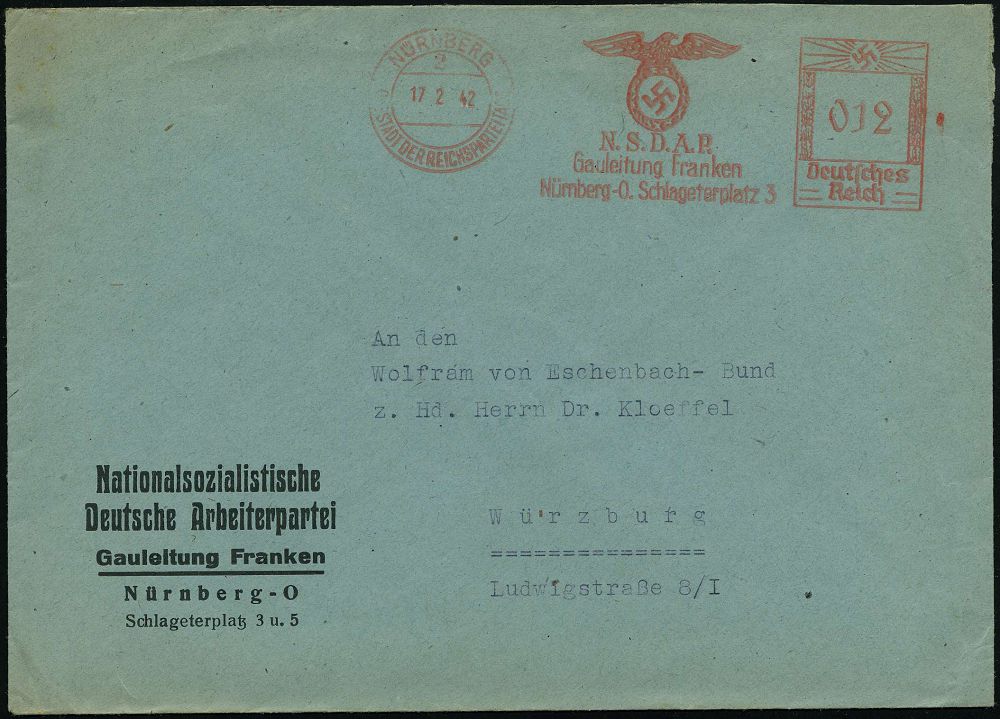 NÜRNBERG
2
17 2 42
STADT DER REICHSPARTEITAGE
N.S.D.A.P.
Gauleitung Franken
Nürnberg-O. Schlageterplatz 3
012
Deutsches
Reich
An den
Wolfram von Eschenbach- Bund
z. Hd. Herrn Dr. Kloeffel
Würzburg
===============
Ludwigstraße 8/I
Nationalsozialistische
Deutsche Arbeiterpartei
Gauleitung Franken
Nürnberg-O
Schlageterplatz 3 u. 5